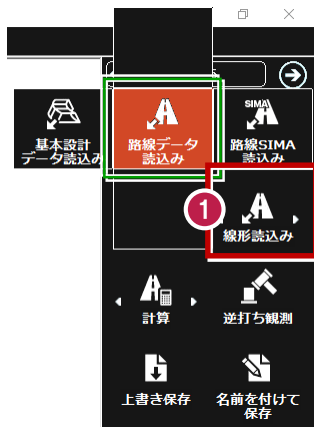 基本設計
データ読込み
路線データ
読込み
SIMA
路線SIMA
読込み
1
線形読込み
計算
逆打ち観測
上書き保存
名前を付けて
保存